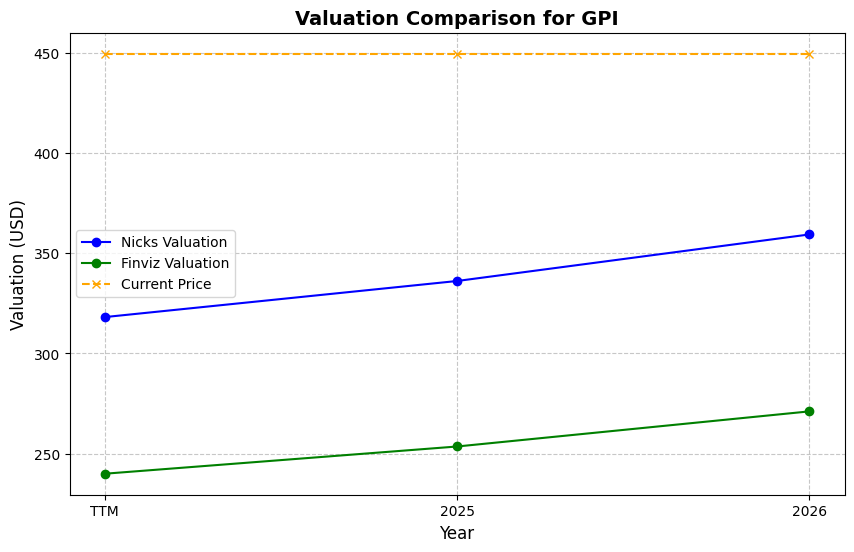 Valuation Comparison for GPI
Valuation (USD)
450
400
350
300
250
Nicks Valuation
Finviz Valuation
Current Price
TTM
2025
2026
Year